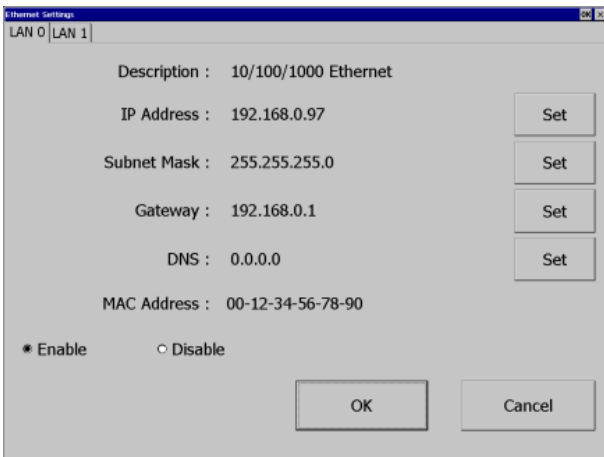 Ethernet Settings OK ×
LAN 0 LAN 1
Description : 10/100/1000 Ethernet
IP Address : 192.168.0.97 Set
Subnet Mask : 255.255.255.0 Set
Gateway : 192.168.0.1 Set
DNS : 0.0.0.0 Set
MAC Address : 00-12-34-56-78-90
Enable Disable
OK Cancel